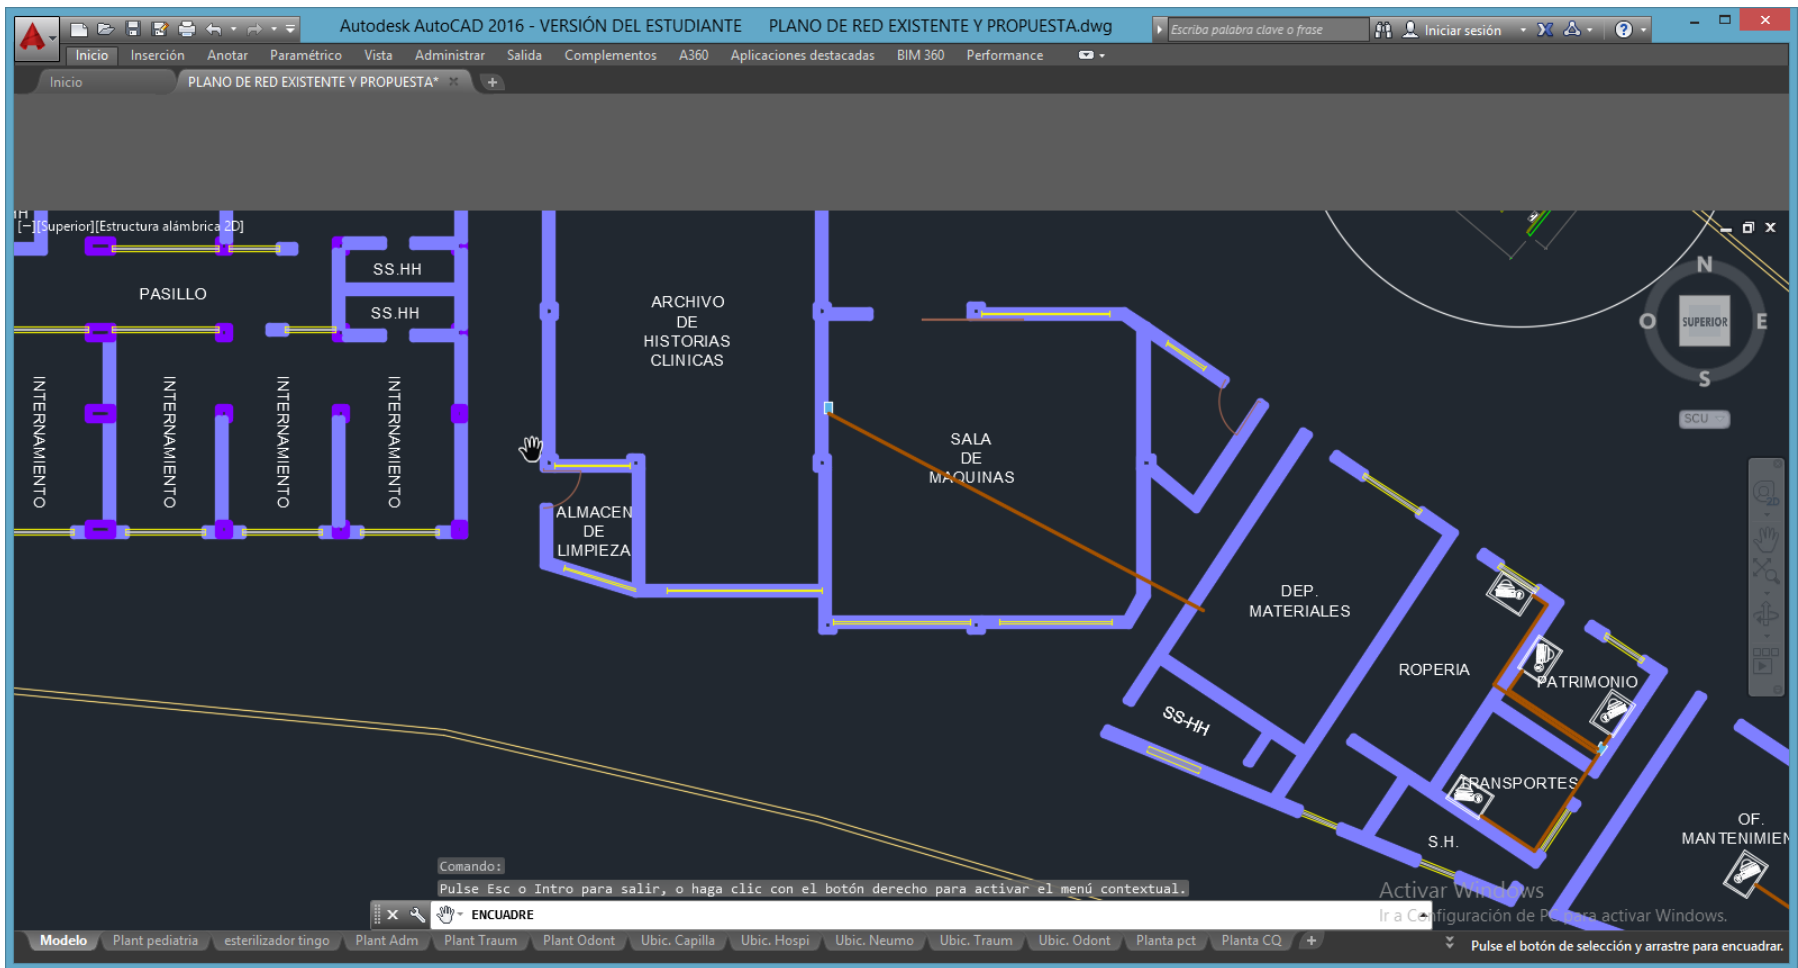 Autodesk AutoCAD 2016 - VERSIÓN DEL ESTUDIANTE PLANO DE RED EXISTENTE Y PROPUESTA.dwg
Escriba palabra clave o frase
Iniciar sesión
Inicio Inserción Anotar Paramétrico Vista Administrar Salida Complementos A360 Aplicaciones destacadas BIM 360 Performance
Inicio
PLANO DE RED EXISTENTE Y PROPUESTA*
HH
[−][Superior][Estructura alámbrica 2D]
PASILLO
SS.HH
SS.HH
INTERNAMIENTO
INTERNAMIENTO
INTERNAMIENTO
INTERNAMIENTO
ARCHIVO
DE
HISTORIAS
CLINICAS
ALMACEN
DE
LIMPIEZA
SALA
DE
MAQUINAS
DEP.
MATERIALES
SS-HH
ROPERIA
PATRIMONIO
TRANSPORTES
S.H.
OF.
MANTENIMIEN
N
O
SUPERIOR
E
S
SCU
2D
Comando:
Pulse Esc o Intro para salir, o haga clic con el botón derecho para activar el menú contextual.
ENCUADRE
Activar Windows
Ir a Configuración de PC para activar Windows.
Modelo Plant pediatria esterilizador tingo Plant Adm Plant Traum Plant Odont Ubic. Capilla Ubic. Hospi Ubic. Neumo Ubic. Traum Ubic. Odont Planta pct Planta CQ +
Pulse el botón de selección y arrastre para encuadrar.